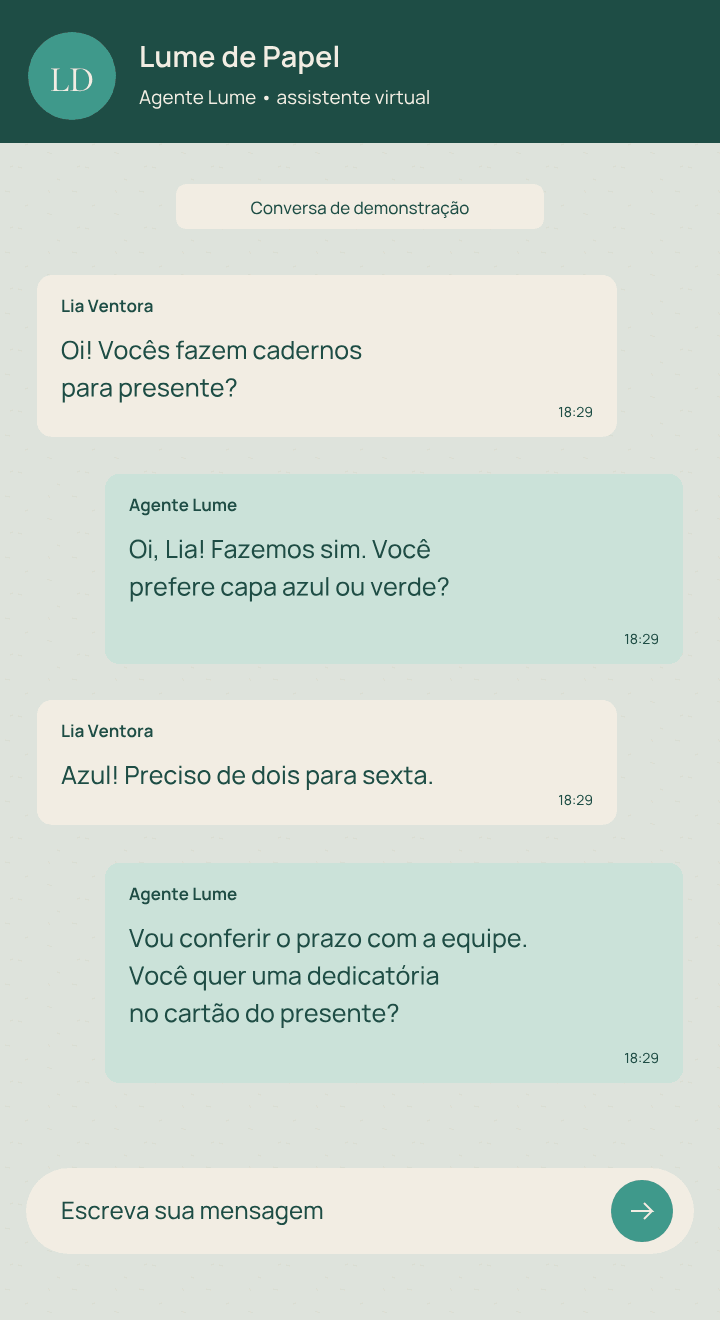 LD
Lume de Papel
Agente Lume • assistente virtual
Conversa de demonstração
Lia Ventora
Oi! Vocês fazem cadernos
para presente?
18:29
Agente Lume
Oi, Lia! Fazemos sim. Você
prefere capa azul ou verde?
18:29
Lia Ventora
Azul! Preciso de dois para sexta.
18:29
Agente Lume
Vou conferir o prazo com a equipe.
Você quer uma dedicatória
no cartão do presente?
18:29
Escreva sua mensagem